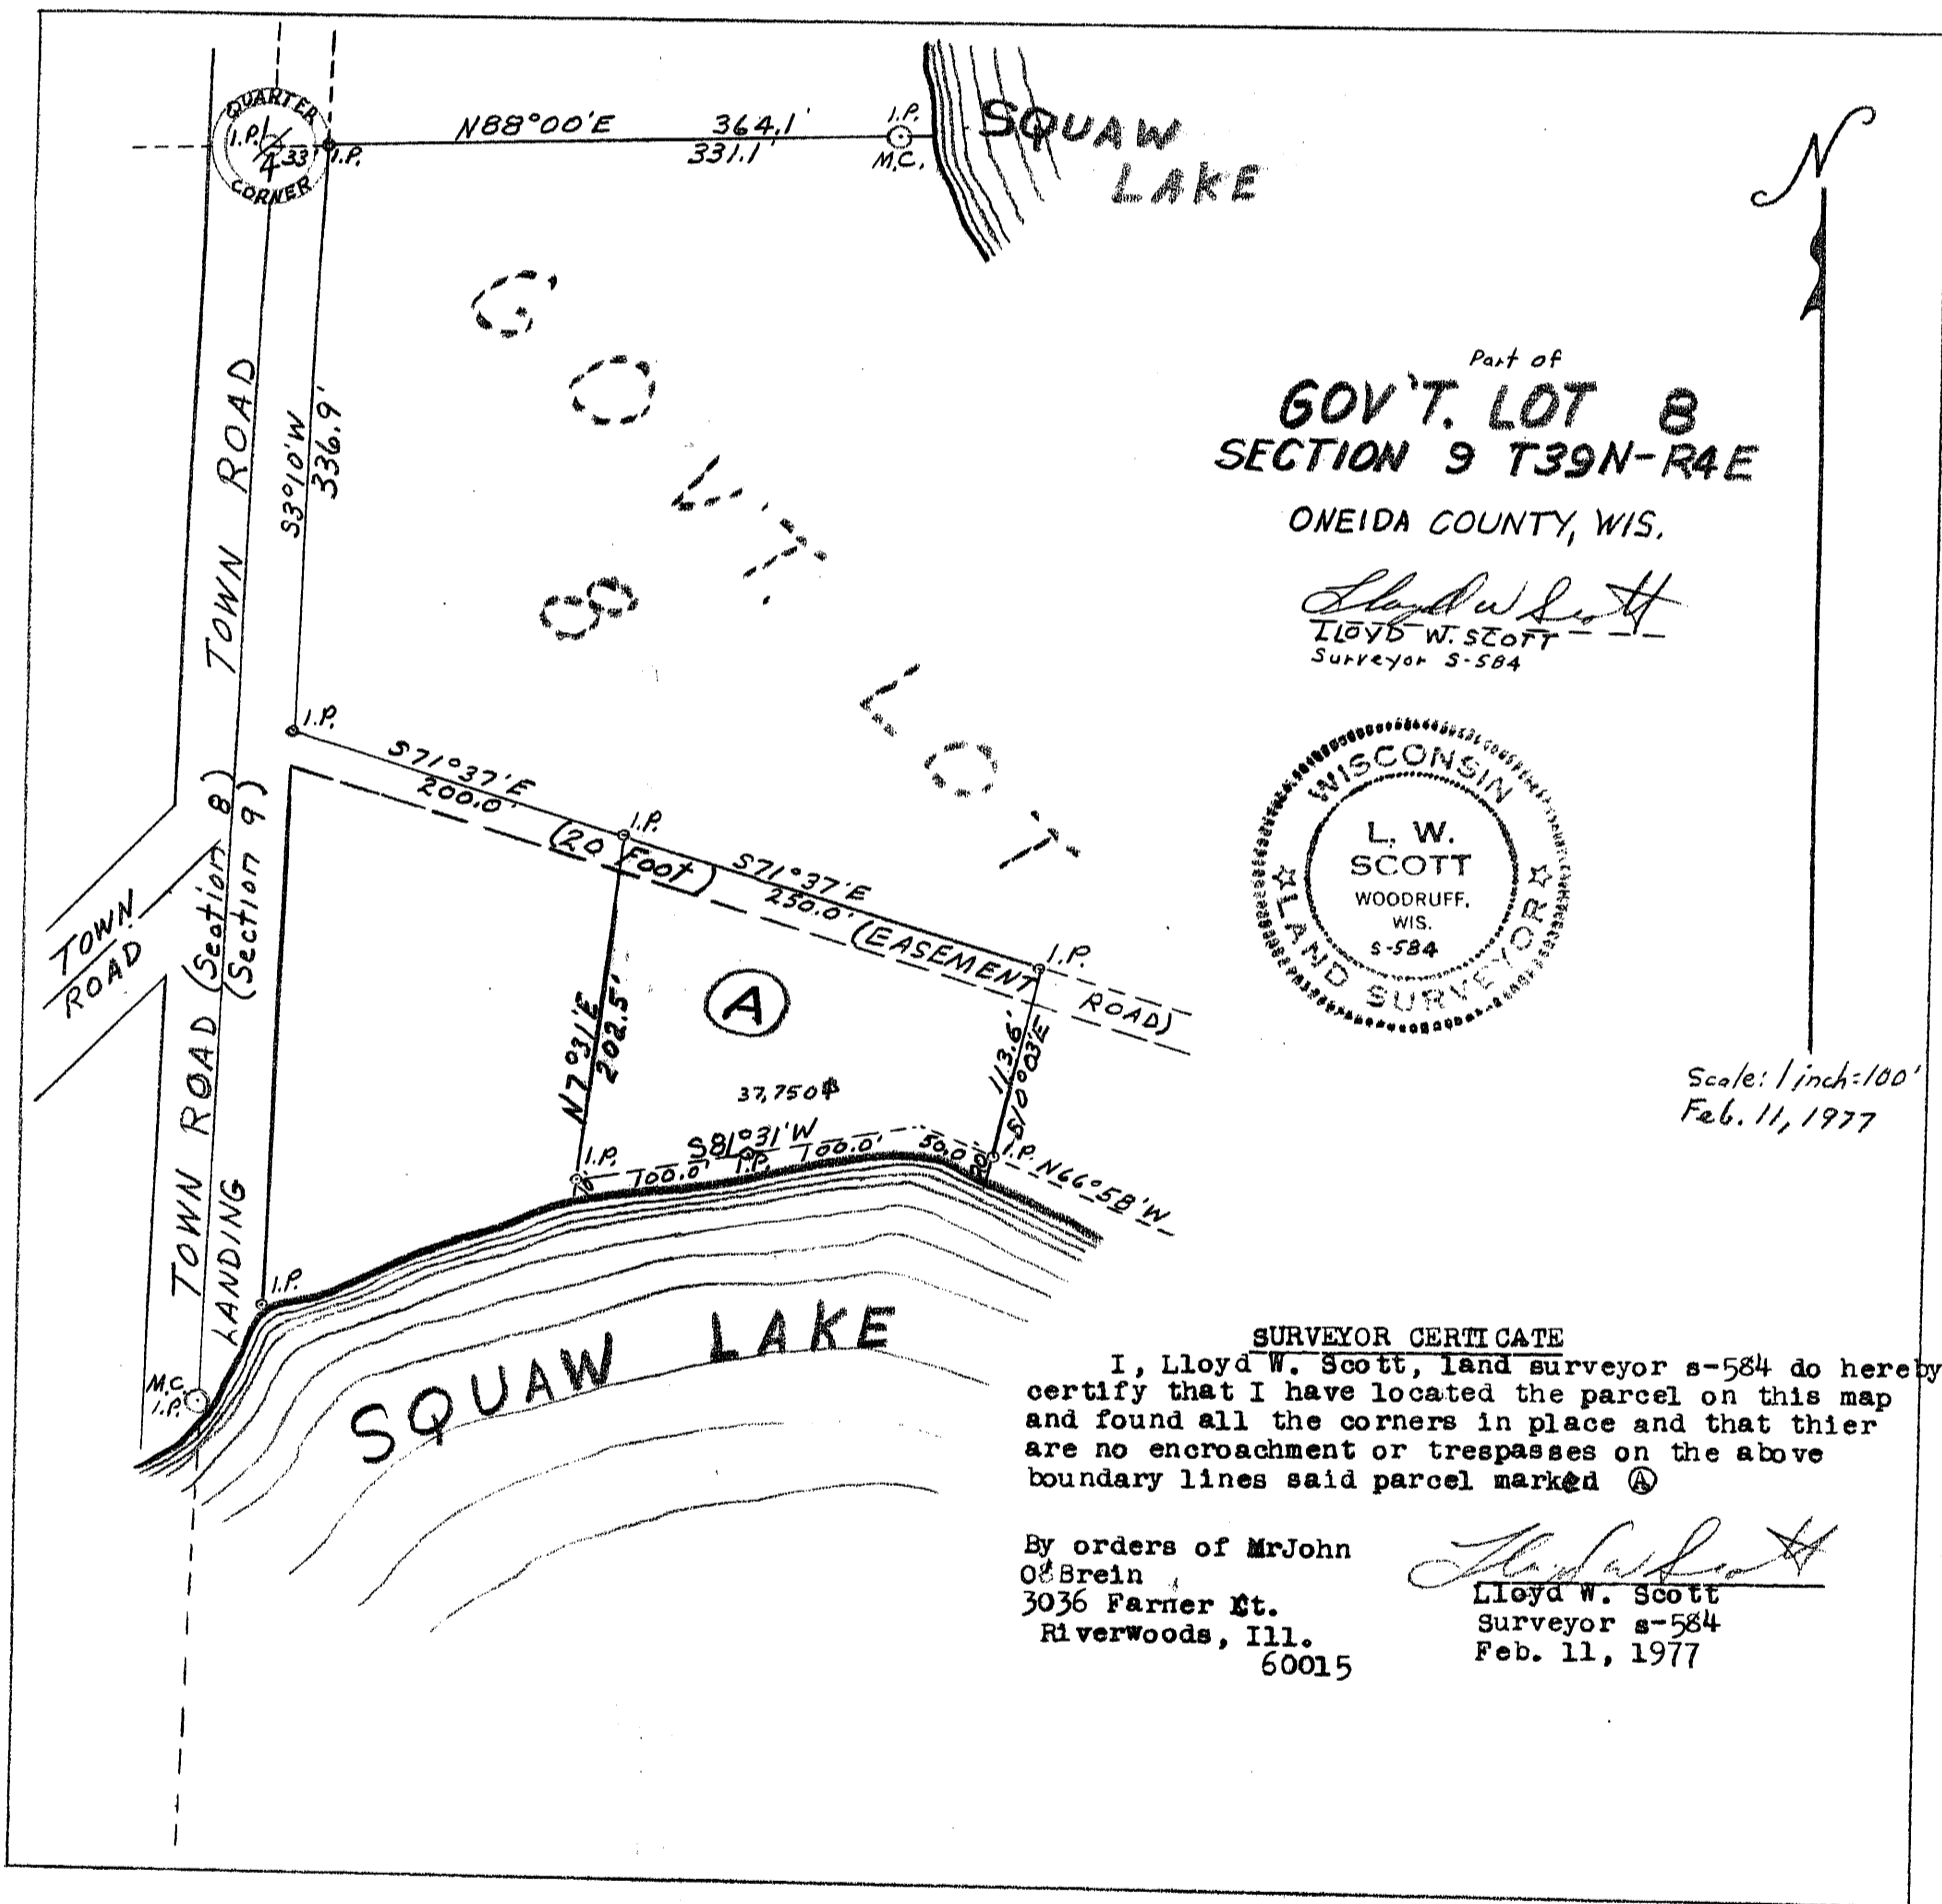 QUARTER
I.P. 1/4 33' I.P.
CORNER
N88°00'E 364.1'
331.1'
I.P.
M.C.
SQUAW
LAKE
N
GOV'T. LOT
8
Part of
GOV'T. LOT 8
SECTION 9 T39N-R4E
ONEIDA COUNTY, WIS.
Lloyd W Scott
LLOYD W. SCOTT
Surveyor S-584
WISCONSIN
L. W.
SCOTT
WOODRUFF,
WIS.
S-584
☆ LAND SURVEYOR ☆
Scale: 1 inch=100'
Feb. 11, 1977
TOWN ROAD
S3°10'W
336.9'
I.P.
S71°37'E
200.0'
I.P.
(20 Foot)
S71°37'E
250.0'
(EASEMENT ROAD)
I.P.
TOWN
ROAD
TOWN ROAD (Section 8)
(Section 9)
N7°31'E
202.5'
A
113.6'
S10°03'E
37,750
S81°31'W
I.P. 100.0' I.P. 100.0' 50.0' I.P. N66°58'W
10'
20'
LANDING
I.P.
M.C.
I.P.
SQUAW LAKE
SURVEYOR CERTICATE
I, Lloyd W. Scott, land surveyor s-584 do hereby
certify that I have located the parcel on this map
and found all the corners in place and that thier
are no encroachment or trespasses on the above
boundary lines said parcel marked A
By orders of MrJohn
O'Brein
3036 Farner Ct.
Riverwoods, Ill.
60015
Lloyd W Scott
Lloyd W. Scott
Surveyor s-584
Feb. 11, 1977